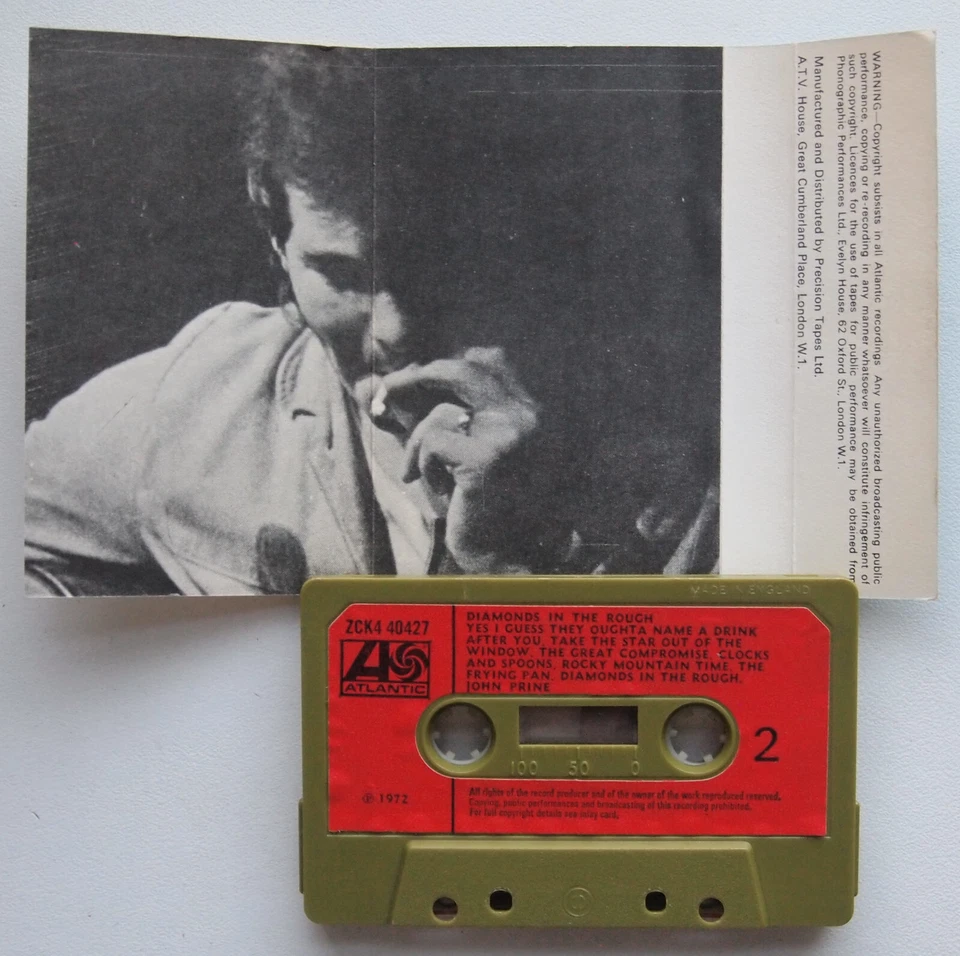 WARNING—Copyright subsists in all Atlantic recordings Any unauthorized broadcasting public
performance, copying or re-recording in any manner whatsoever will constitute infringement of
such copyright. Licences for the use of tapes for public performance may be obtained from
Phonographic Performances Ltd., Evelyn House, 62 Oxford St., London W.1.
Manufactured and Distributed by Precision Tapes Ltd.
A.T.V. House, Great Cumberland Place, London W.1.
MADE IN ENGLAND
ZCK4 40427
ATLANTIC
DIAMONDS IN THE ROUGH
YES I GUESS THEY OUGHTA NAME A DRINK
AFTER YOU, TAKE THE STAR OUT OF THE
WINDOW, THE GREAT COMPROMISE, CLOCKS
AND SPOONS, ROCKY MOUNTAIN TIME, THE
FRYING PAN, DIAMONDS IN THE ROUGH,
JOHN PRINE
100 50 0
2
℗ 1972
All rights of the record producer and of the owner of the work reproduced reserved.
Copying, public performances and broadcasting of this recording prohibited.
For full copyright details see inlay card.